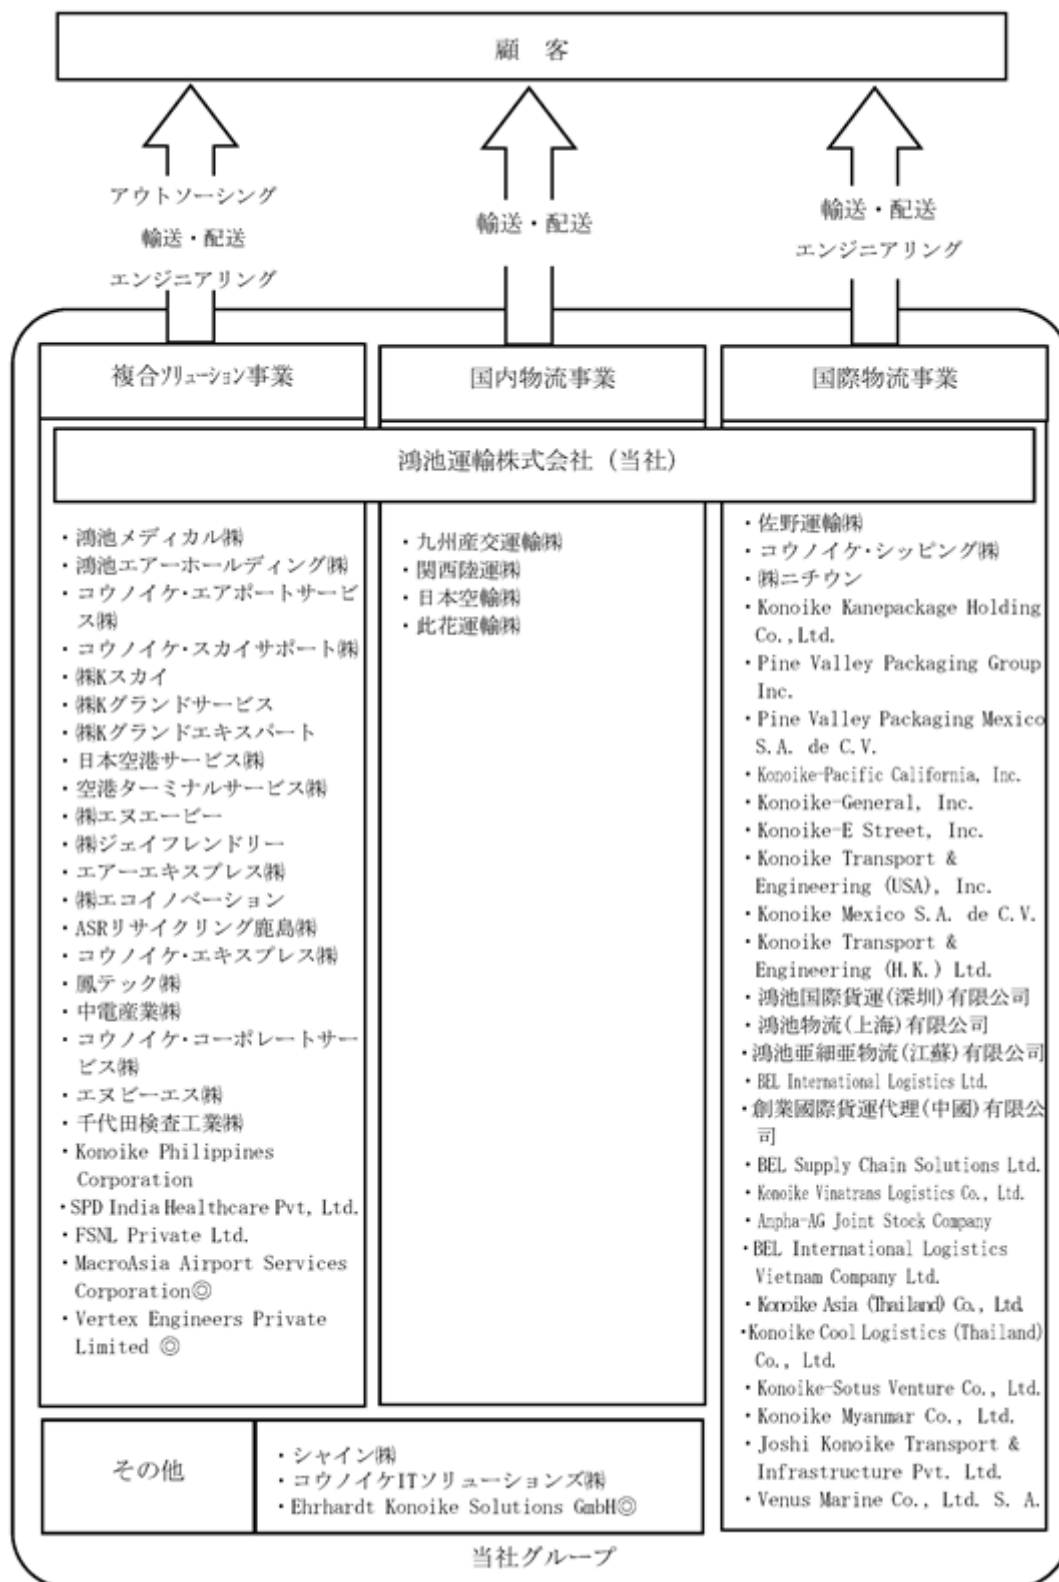 顧 客
アウトソーシング
輸送・配送
エンジニアリング
輸送・配送
輸送・配送
エンジニアリング
複合ソリューション事業
国内物流事業
国際物流事業
鴻池運輸株式会社（当社）
・鴻池メディカル㈱
・鴻池エアーホールディング㈱
・コウノイケ・エアポートサービ
ス㈱
・コウノイケ・スカイサポート㈱
・㈱Kスカイ
・㈱Kグランドサービス
・㈱Kグランドエキスパート
・日本空港サービス㈱
・空港ターミナルサービス㈱
・㈱エヌエービー
・㈱ジェイフレンドリー
・エアーエキスプレス㈱
・㈱エコイノベーション
・ASRリサイクリング鹿島㈱
・コウノイケ・エキスプレス㈱
・鳳テック㈱
・中電産業㈱
・コウノイケ・コーポレートサー
ビス㈱
・エヌビーエス㈱
・千代田検査工業㈱
・Konoike Philippines
Corporation
・SPD India Healthcare Pvt, Ltd.
・FSNL Private Ltd.
・MacroAsia Airport Services
Corporation◎
・Vertex Engineers Private
Limited ◎
・九州産交運輸㈱
・関西陸運㈱
・日本空輸㈱
・此花運輸㈱
・佐野運輸㈱
・コウノイケ・シッピング㈱
・㈱ニチウン
・Konoike Kanepackage Holding
Co.,Ltd.
・Pine Valley Packaging Group
Inc.
・Pine Valley Packaging Mexico
S.A. de C.V.
・Konoike-Pacific California, Inc.
・Konoike-General, Inc.
・Konoike-E Street, Inc.
・Konoike Transport &
Engineering (USA), Inc.
・Konoike Mexico S.A. de C.V.
・Konoike Transport &
Engineering (H.K.) Ltd.
・鴻池国際貨運(深圳)有限公司
・鴻池物流(上海)有限公司
・鴻池亜細亜物流(江蘇)有限公司
・BEL International Logistics Ltd.
・創業國際貨運代理(中國)有限公
司
・BEL Supply Chain Solutions Ltd.
・Konoike Vinatrans Logistics Co., Ltd.
・Anpha-AG Joint Stock Company
・BEL International Logistics
Vietnam Company Ltd.
・Konoike Asia (Thailand) Co., Ltd.
・Konoike Cool Logistics (Thailand)
Co., Ltd.
・Konoike-Sotus Venture Co., Ltd.
・Konoike Myanmar Co., Ltd.
・Joshi Konoike Transport &
Infrastructure Pvt. Ltd.
・Venus Marine Co., Ltd. S. A.
その他
・シャイン㈱
・コウノイケITソリューションズ㈱
・Ehrhardt Konoike Solutions GmbH◎
当社グループ